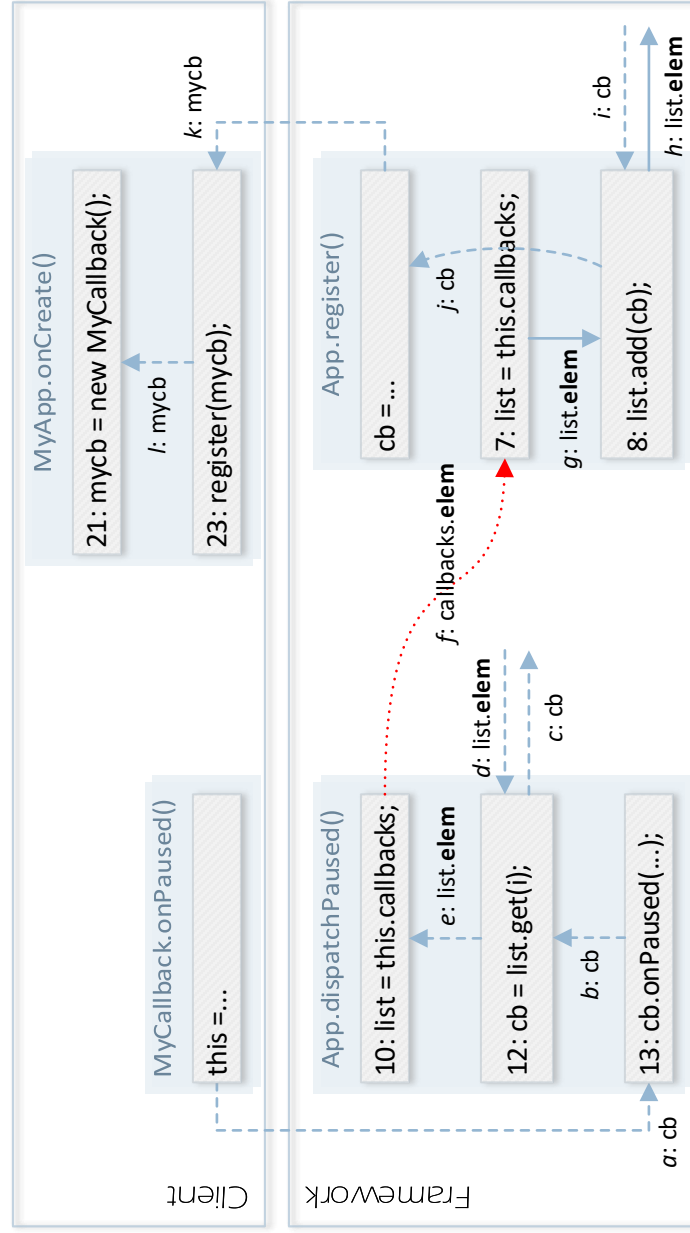 Client
MyCallback.onPaused()
this =...
MyApp.onCreate()
21: mycb = new MyCallback();
l: mycb
23: register(mycb);
k: mycb
Framework
App.dispatchPaused()
10: list = this.callbacks;
e: list.elem
12: cb = list.get(i);
d: list.elem
c: cb
b: cb
13: cb.onPaused(...);
a: cb
f: callbacks.elem
App.register()
cb =...
j: cb
7: list = this.callbacks;
g: list.elem
8: list.add(cb);
i: cb
h: list.elem